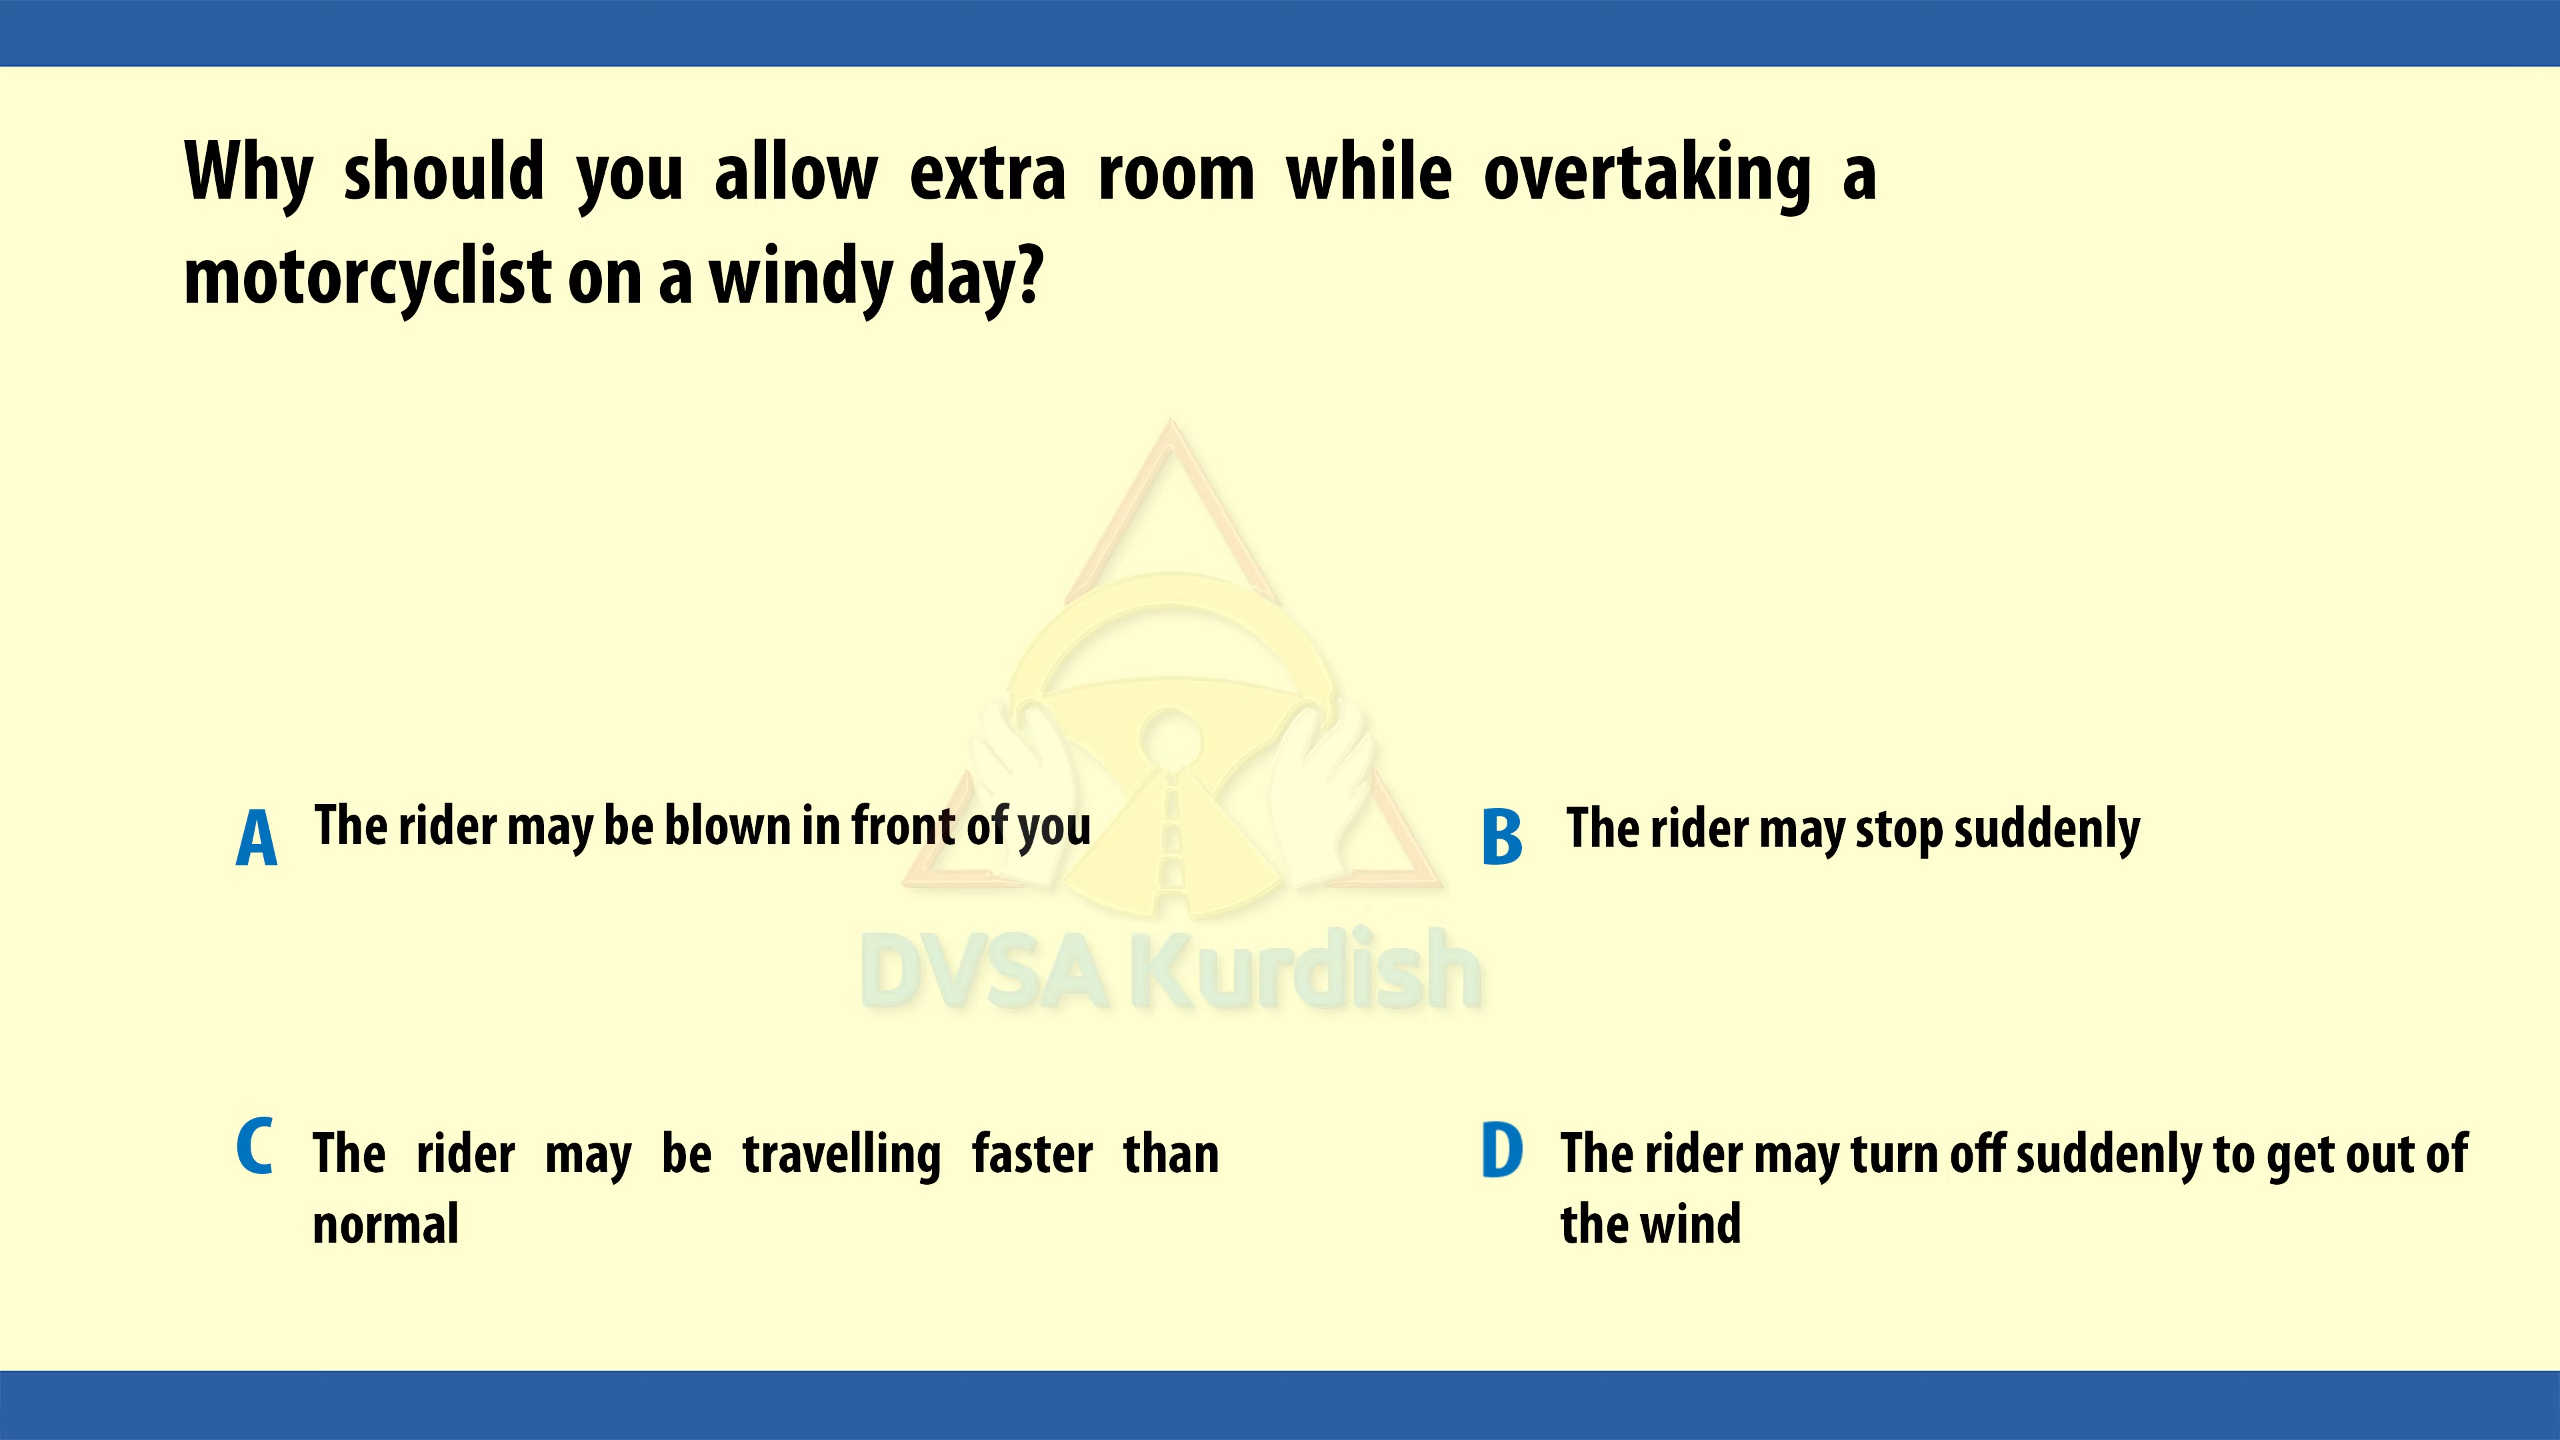 Why should you allow extra room while overtaking a
motorcyclist on a windy day?
A The rider may be blown in front of you
B The rider may stop suddenly
DVSA Kurdish
C The rider may be travelling faster than
normal
D The rider may turn off suddenly to get out of
the wind